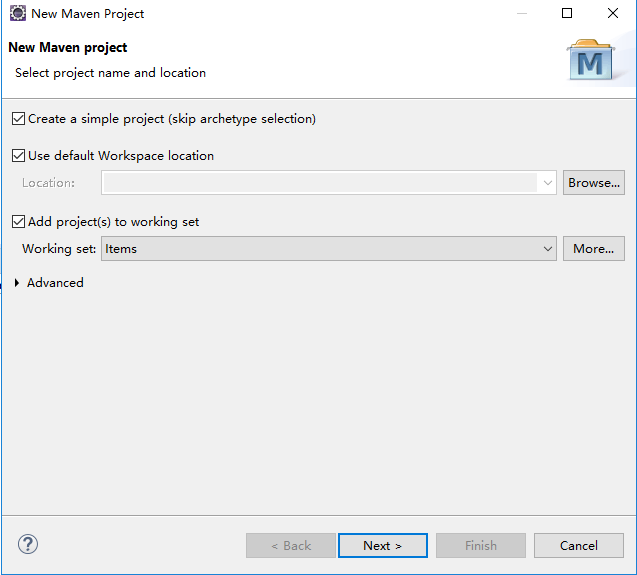 New Maven Project
New Maven project
Select project name and location
M
Create a simple project (skip archetype selection)
Use default Workspace location
Location:
Browse...
Add project(s) to working set
Working set: Items
More...
Advanced
?
< Back
Next >
Finish
Cancel